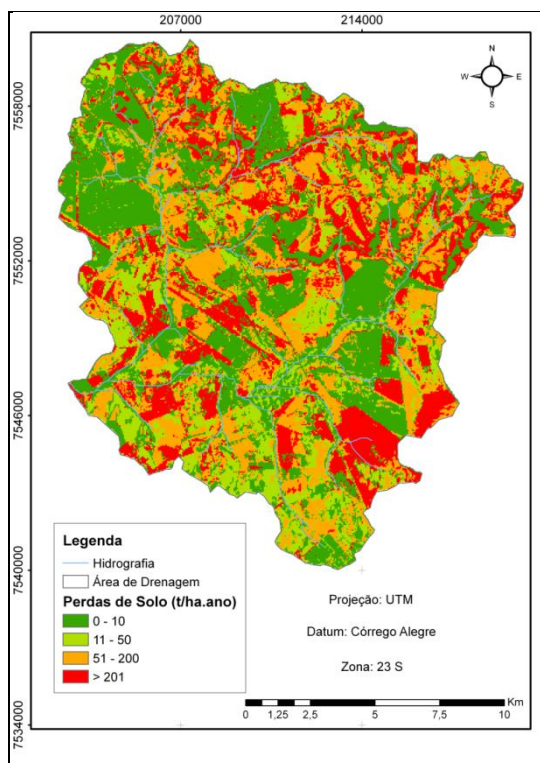 207000 214000
N
W E
S
7558000
7552000
7546000
7540000
7534000
Legenda
Hidrografia
Área de Drenagem
Perdas de Solo (t/ha.ano)
0 - 10
11 - 50
51 - 200
> 201
Projeção: UTM
Datum: Córrego Alegre
Zona: 23 S
Km
0 1,25 2,5 5 7,5 10